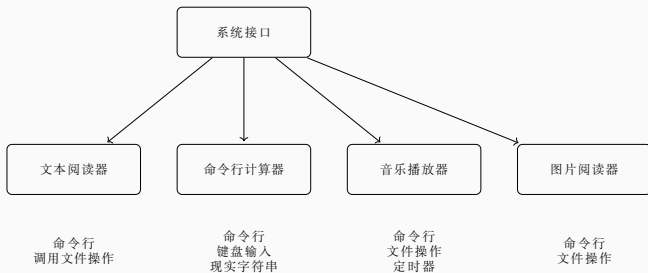 系统接口
文本阅读器
命令行计算器
音乐播放器
图片阅读器
命令行
调用文件操作
命令行
键盘输入
现实字符串
命令行
文件操作
定时器
命令行
文件操作